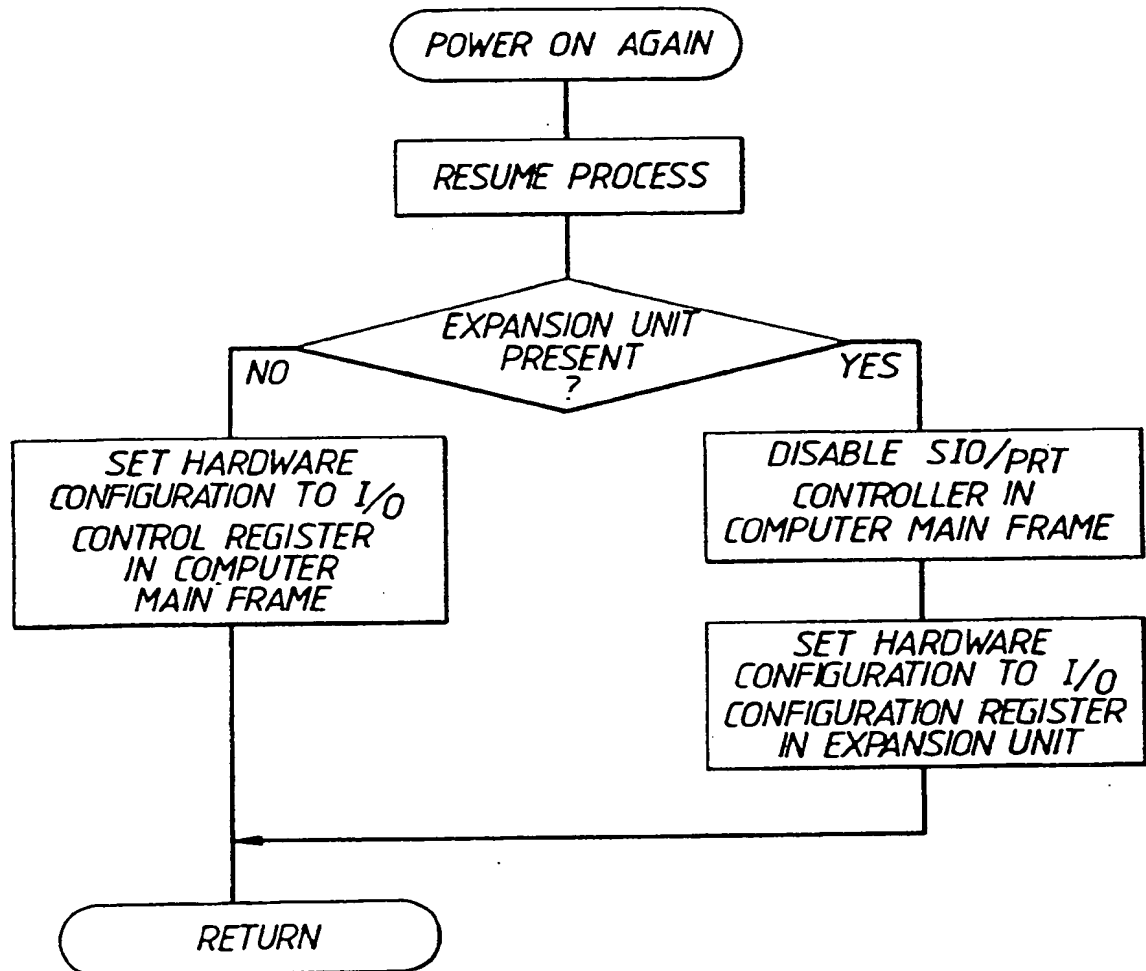 POWER ON AGAIN
RESUME PROCESS
EXPANSION UNIT
PRESENT
?
NO
YES
SET HARDWARE
CONFIGURATION TO I/O
CONTROL REGISTER
IN COMPUTER
MAIN FRAME
DISABLE SIO/PRT
CONTROLLER IN
COMPUTER MAIN FRAME
SET HARDWARE
CONFIGURATION TO I/O
CONFIGURATION REGISTER
IN EXPANSION UNIT
RETURN